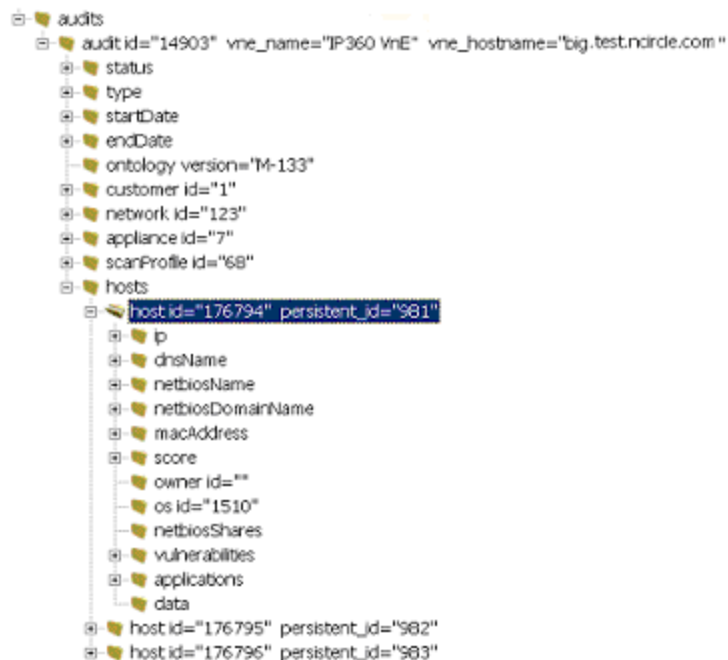 audits
audit id="14903" vne_name="IP360 VnE" vne_hostname="big.test.ncircle.com"
status
type
startDate
endDate
ontology version="M-133"
customer id="1"
network id="123"
appliance id="7"
scanProfile id="68"
hosts
host id="176794" persistent_id="981"
ip
dnsName
netbiosName
netbiosDomainName
macAddress
score
owner id=""
os id="1510"
netbiosShares
vulnerabilities
applications
data
host id="176795" persistent_id="982"
host id="176796" persistent_id="983"